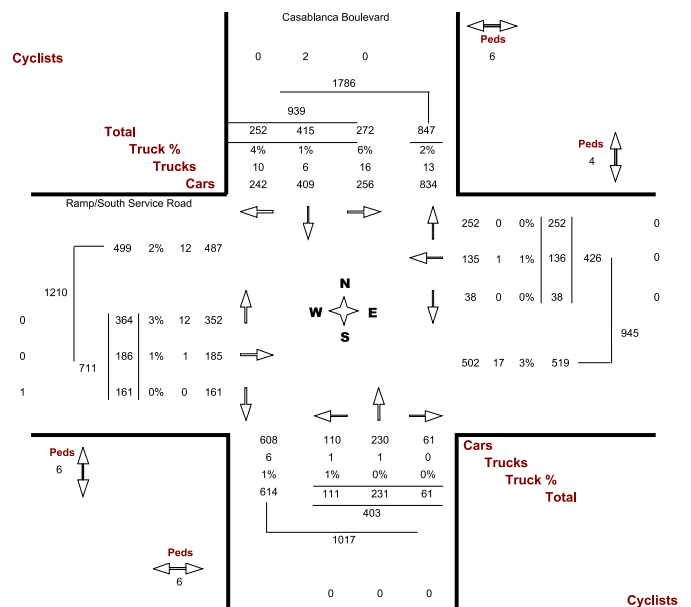 Casablanca Boulevard
Peds
6
Cyclists 0 2 0
1786
939
Peds
4
Total 252 415 272 847
Truck % 4% 1% 6% 2%
Trucks 10 6 16 13
Cars 242 409 256 834
Ramp/South Service Road
252 0 0% 252 0
499 2% 12 487
135 1 1% 136 426 0
N
1210
38 0 0% 38 0
W E
0 364 3% 12 352
S
945
0 711 186 1% 1 185
502 17 3% 519
1 161 0% 0 161
608 110 230 61 Cars
Peds
6
6 1 1 0 Trucks
1% 1% 0% 0% Truck %
614 111 231 61 Total
403
1017
Peds
6
0 0 0 Cyclists